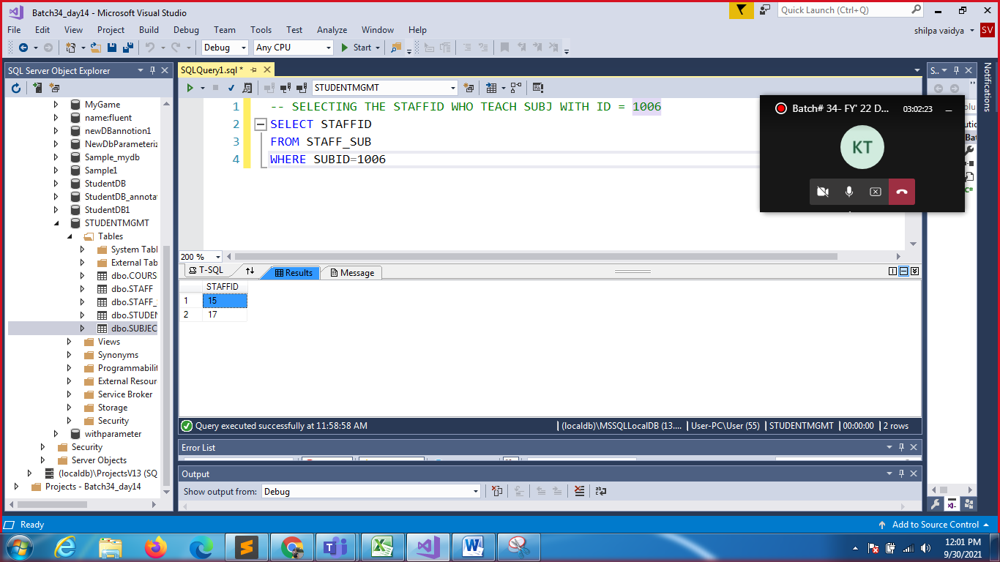 Batch34_day14 - Microsoft Visual Studio
Quick Launch (Ctrl+Q)
File Edit View Project Build Debug Team Tools Test Analyze Window Help
shilpa vaidya SV
Debug Any CPU Start
SQL Server Object Explorer
MyGame
name:fluent
newDBannotion1
NewDbParameteriz
Sample_mydb
Sample1
StudentDB
StudentDB_annota
StudentDB1
STUDENTMGMT
Tables
System Tabl
External Tab
dbo.COURS
dbo.STAFF
dbo.STAFF_
dbo.STUDEN
dbo.SUBJEC
Views
Synonyms
Programmabilit
External Resour
Service Broker
Storage
Security
withparameter
Security
Server Objects
(localdb)\ProjectsV13 (SQ
Projects - Batch34_day14
SQLQuery1.sql *
STUDENTMGMT
1 -- SELECTING THE STAFFID WHO TEACH SUBJ WITH ID = 1006
2 SELECT STAFFID
3 FROM STAFF_SUB
4 WHERE SUBID=1006
200 %
T-SQL Results Message
STAFFID
1 15
2 17
Query executed successfully at 11:58:58 AM (localdb)\MSSQLLocalDB (13.... User-PC\User (55) STUDENTMGMT 00:00:00 2 rows
Error List
Output
Show output from: Debug
S..
Notifications
Batch# 34- FY' 22 D... 03:02:23
KT
Ready
Add to Source Control
12:01 PM
9/30/2021